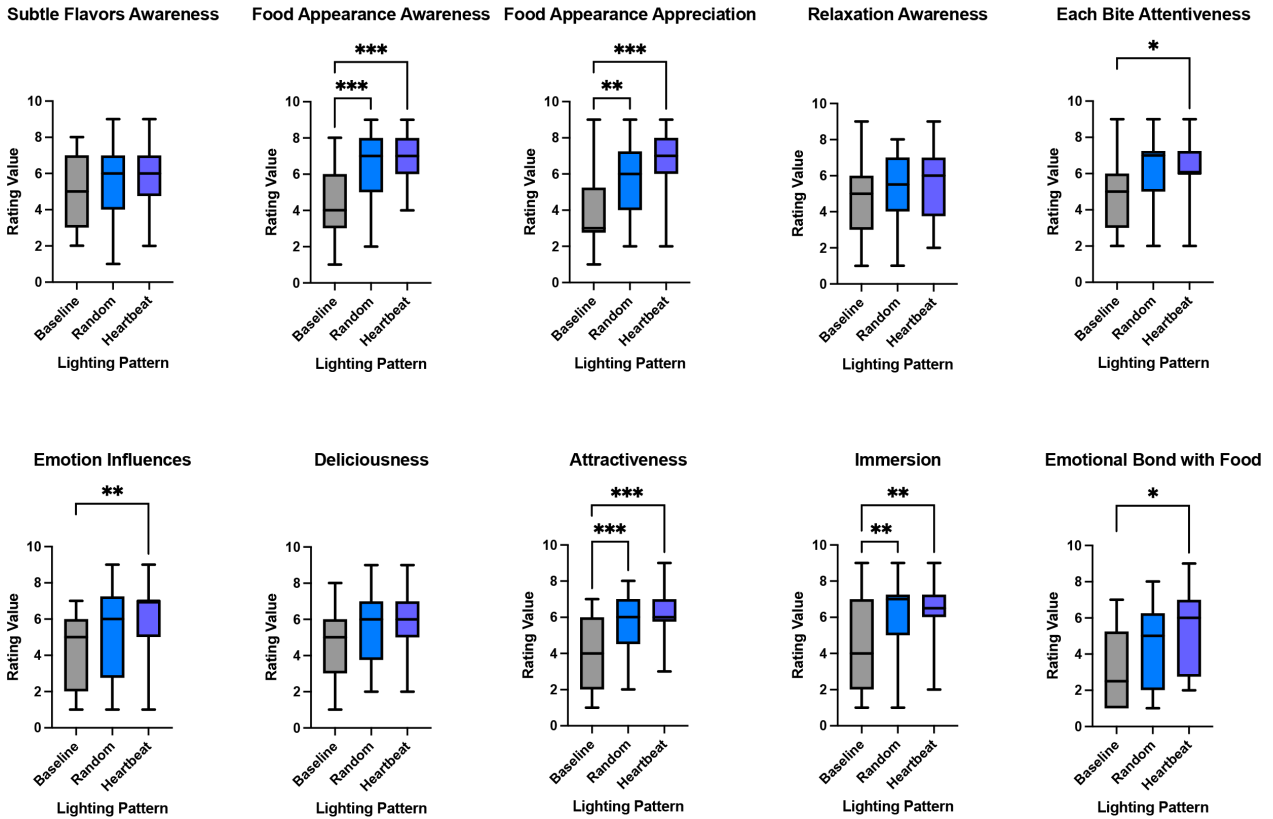 Subtle Flavors Awareness
Food Appearance Awareness
Food Appearance Appreciation
Relaxation Awareness
Each Bite Attentiveness
***
***
***
**
*
10
8
6
4
2
0
Rating Value
Baseline
Random
Heartbeat
Lighting Pattern
10
8
6
4
2
0
Rating Value
Baseline
Random
Heartbeat
Lighting Pattern
10
8
6
4
2
0
Rating Value
Baseline
Random
Heartbeat
Lighting Pattern
10
8
6
4
2
0
Rating Value
Baseline
Random
Heartbeat
Lighting Pattern
10
8
6
4
2
0
Rating Value
Baseline
Random
Heartbeat
Lighting Pattern
Emotion Influences
Deliciousness
Attractiveness
Immersion
Emotional Bond with Food
**
***
***
**
**
*
10
8
6
4
2
0
Rating Value
Baseline
Random
Heartbeat
Lighting Pattern
10
8
6
4
2
0
Rating Value
Baseline
Random
Heartbeat
Lighting Pattern
10
8
6
4
2
0
Rating Value
Baseline
Random
Heartbeat
Lighting Pattern
10
8
6
4
2
0
Rating Value
Baseline
Random
Heartbeat
Lighting Pattern
10
8
6
4
2
0
Rating Value
Baseline
Random
Heartbeat
Lighting Pattern